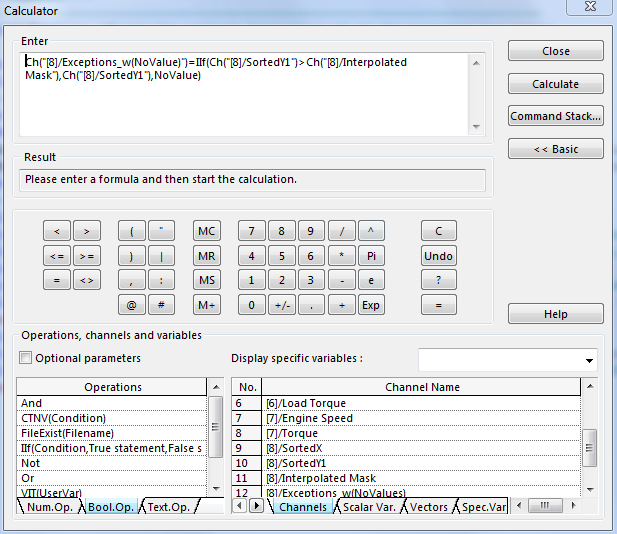 Calculator
Enter
Ch("[8]/Exceptions_w(NoValue)")=IIf(Ch("[8]/SortedY1")>Ch("[8]/Interpolated
Mask"),Ch("[8]/SortedY1"),NoValue)
Close
Calculate
Command Stack...
<< Basic
Result
Please enter a formula and then start the calculation.
< > ( " MC 7 8 9 / ^ C
<= >= ) | MR 4 5 6 * Pi Undo
= <> , : MS 1 2 3 - e ?
@ # M+ 0 +/- . + Exp =
Help
Operations, channels and variables
Optional parameters
Display specific variables :
Operations
And
CTNV(Condition)
FileExist(Filename)
IIf(Condition,True statement,False s
Not
Or
VIT(UserVar)
Num.Op. Bool.Op. Text.Op.
No. Channel Name
6 [6]/Load Torque
7 [7]/Engine Speed
8 [7]/Torque
9 [8]/SortedX
10 [8]/SortedY1
11 [8]/Interpolated Mask
12 [8]/Exceptions_w(NoValues)
Channels Scalar Var. Vectors Spec.Var